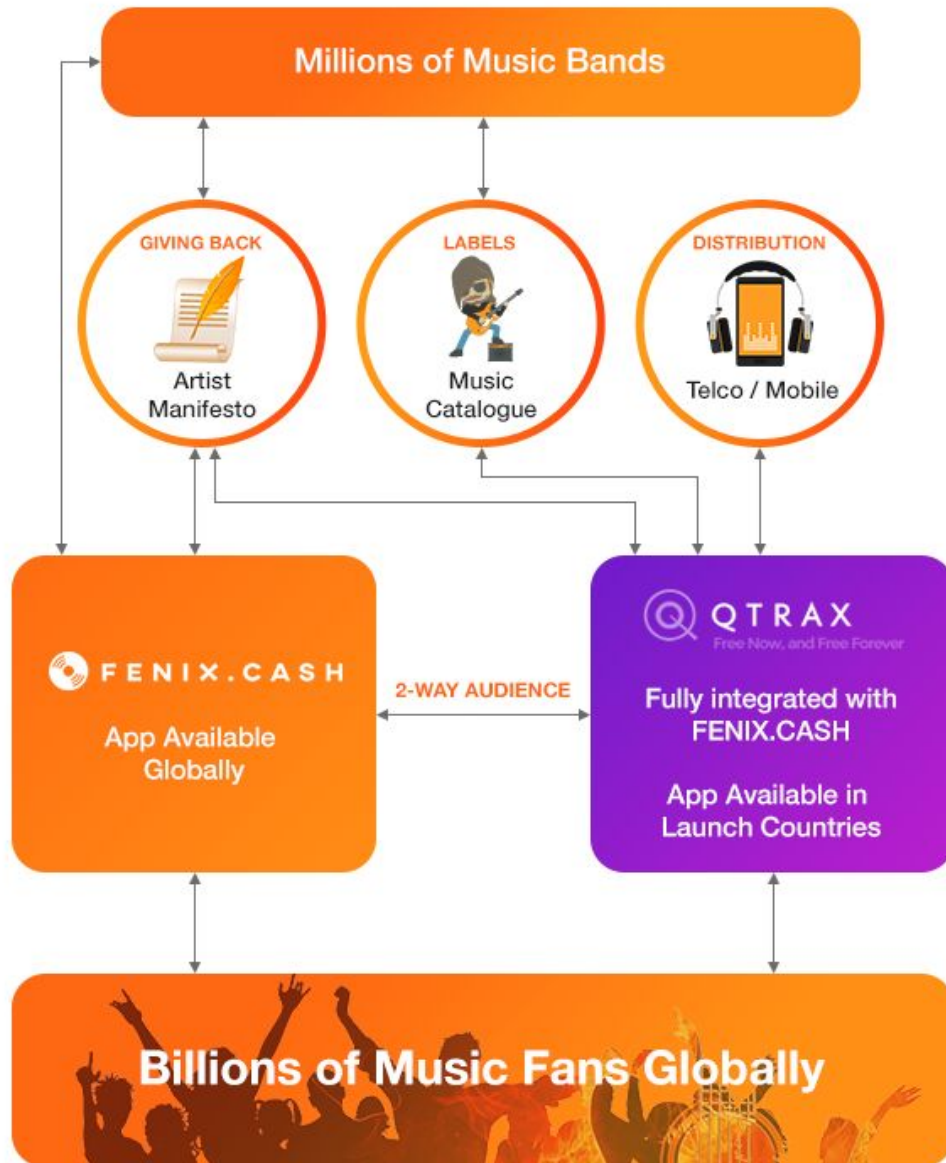 Millions of Music Bands
GIVING BACK
Artist
Manifesto
LABELS
Music
Catalogue
DISTRIBUTION
Telco / Mobile
FENIX.CASH
App Available
Globally
2-WAY AUDIENCE
QTRAX
Free Now, and Free Forever
Fully integrated with
FENIX.CASH
App Available in
Launch Countries
Billions of Music Fans Globally